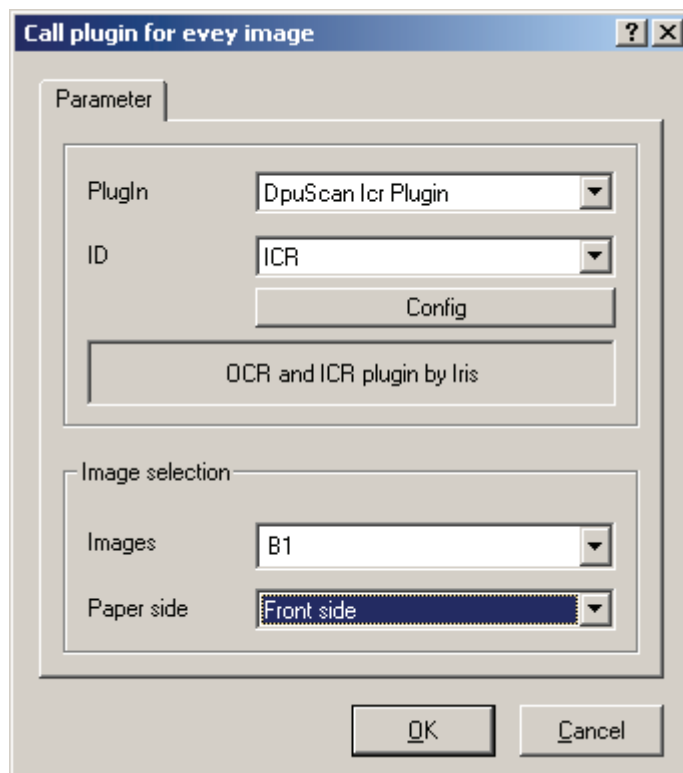 Call plugin for evey image
Parameter
PlugIn DpuScan Icr Plugin
ID ICR
Config
OCR and ICR plugin by Iris
Image selection
Images B1
Paper side Front side
OK Cancel